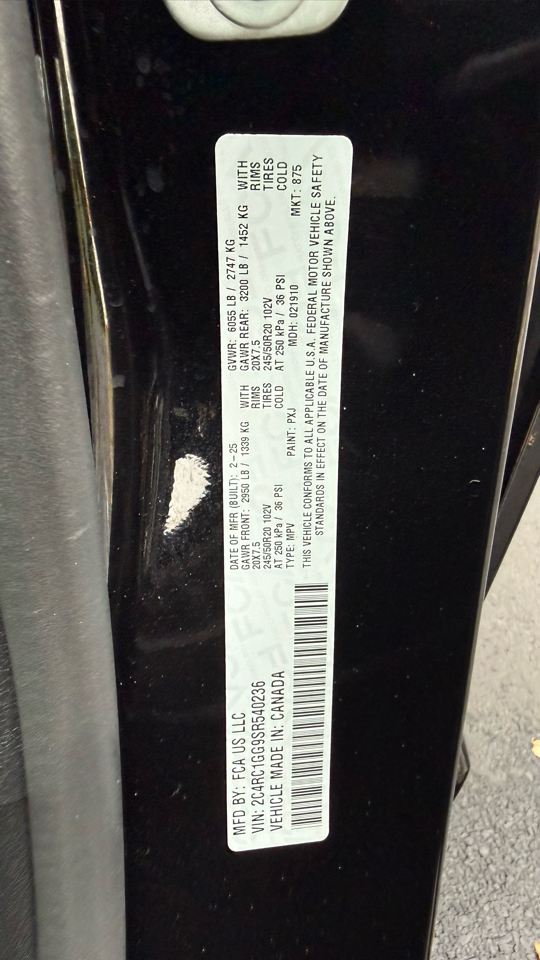 MFD BY: FCA US LLC
VIN: 2C4RC1GG9SR540236
VEHICLE MADE IN: CANADA
DATE OF MFR (BUILT): 2-25 GVWR: 6055 LB / 2747 KG
GAWR FRONT: 2950 LB / 1339 KG WITH GAWR REAR: 3200 LB / 1452 KG WITH
20X7.5 RIMS 20X7.5 RIMS
245/50R20 102V TIRES 245/50R20 102V TIRES
AT 250 kPa / 36 PSI COLD AT 250 kPa / 36 PSI COLD
TYPE: MPV PAINT: PXJ MDH: 021910 MKT: 875
THIS VEHICLE CONFORMS TO ALL APPLICABLE U.S.A. FEDERAL MOTOR VEHICLE SAFETY
STANDARDS IN EFFECT ON THE DATE OF MANUFACTURE SHOWN ABOVE.